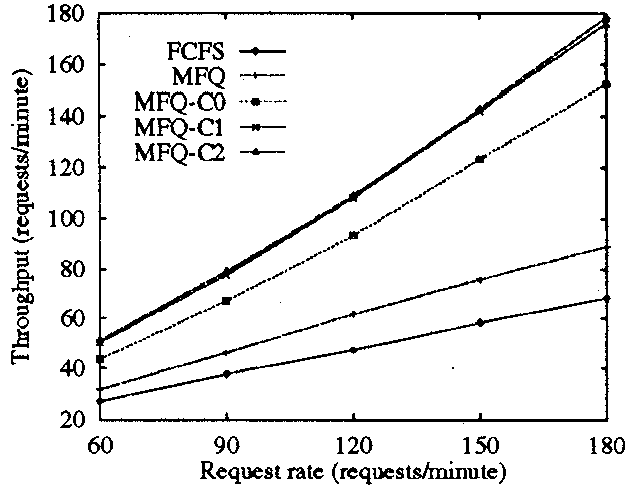 180
160
140
120
100
80
60
40
20
Throughput (requests/minute)
FCFS
MFQ
MFQ-C0
MFQ-C1
MFQ-C2
60 90 120 150 180
Request rate (requests/minute)